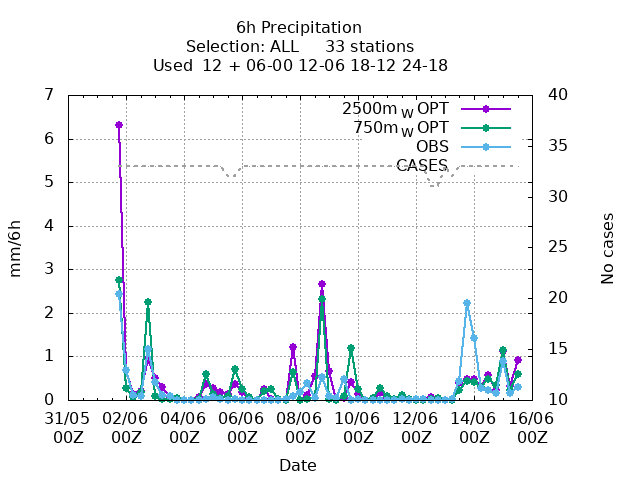 6h Precipitation
Selection: ALL 33 stations
Used 12 + 06-00 12-06 18-12 24-18
7 40
2500m W OPT
750m W OPT
6 35
OBS
CASES
5 30
4 25
mm/6h No cases
3 20
2
1 15
0 10
31/05 02/06 04/06 06/06 08/06 10/06 12/06 14/06 16/06
00Z 00Z 00Z 00Z 00Z 00Z 00Z 00Z 00Z
Date